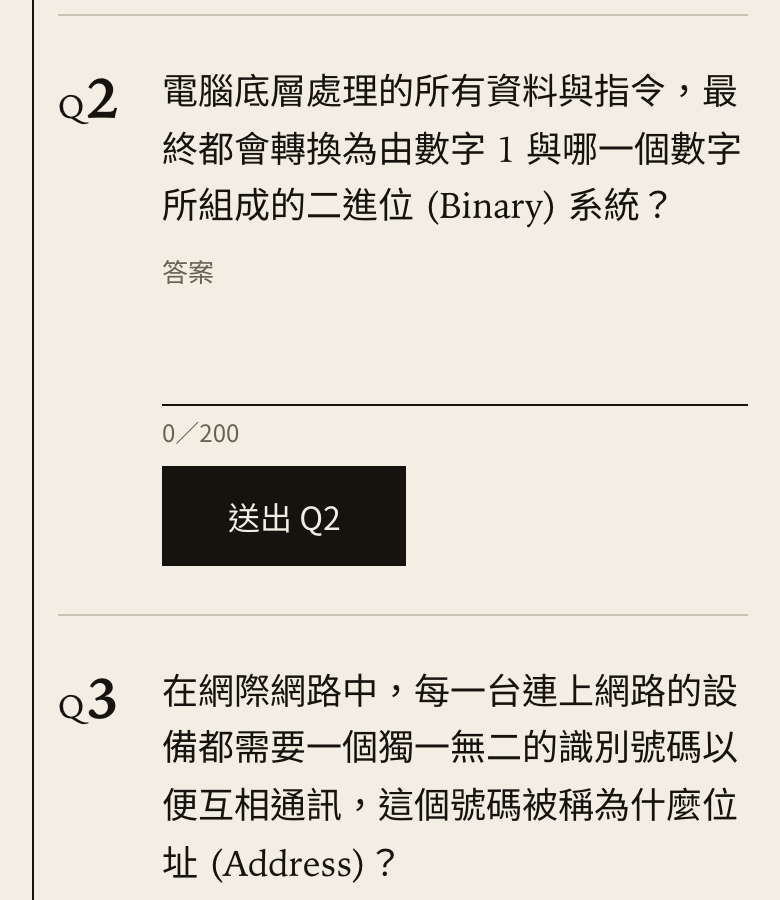 Q2
電腦底層處理的所有資料與指令，最
終都會轉換為由數字 1 與哪一個數字
所組成的二進位 (Binary) 系統？
答案
0／200
送出 Q2
Q3
在網際網路中，每一台連上網路的設
備都需要一個獨一無二的識別號碼以
便互相通訊，這個號碼被稱為什麼位
址 (Address)？